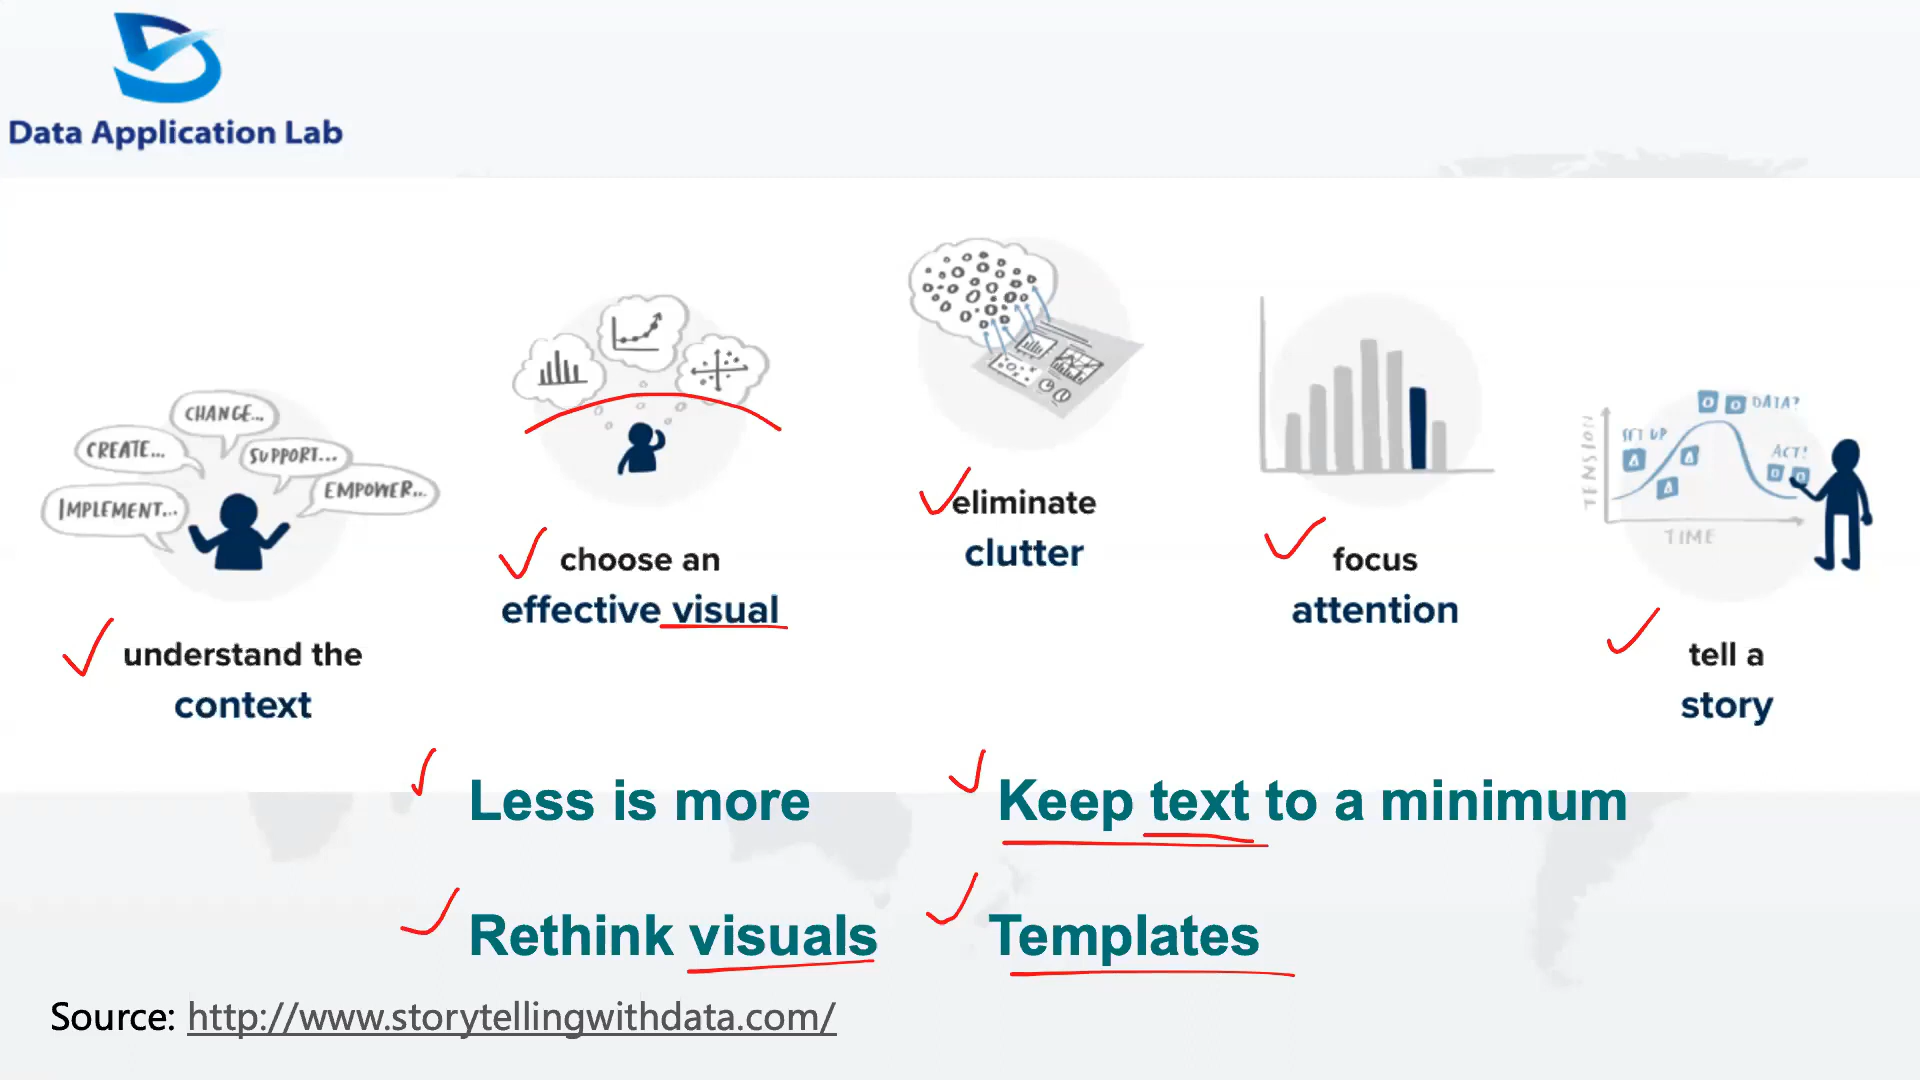 Data Application Lab
CHANGE...
CREATE...
SUPPORT...
EMPOWER...
IMPLEMENT...
understand the
context
choose an
effective visual
eliminate
clutter
focus
attention
TENSION
SET UP
DATA?
ACT!
TIME
tell a
story
Less is more
Keep text to a minimum
Rethink visuals
Templates
Source: http://www.storytellingwithdata.com/